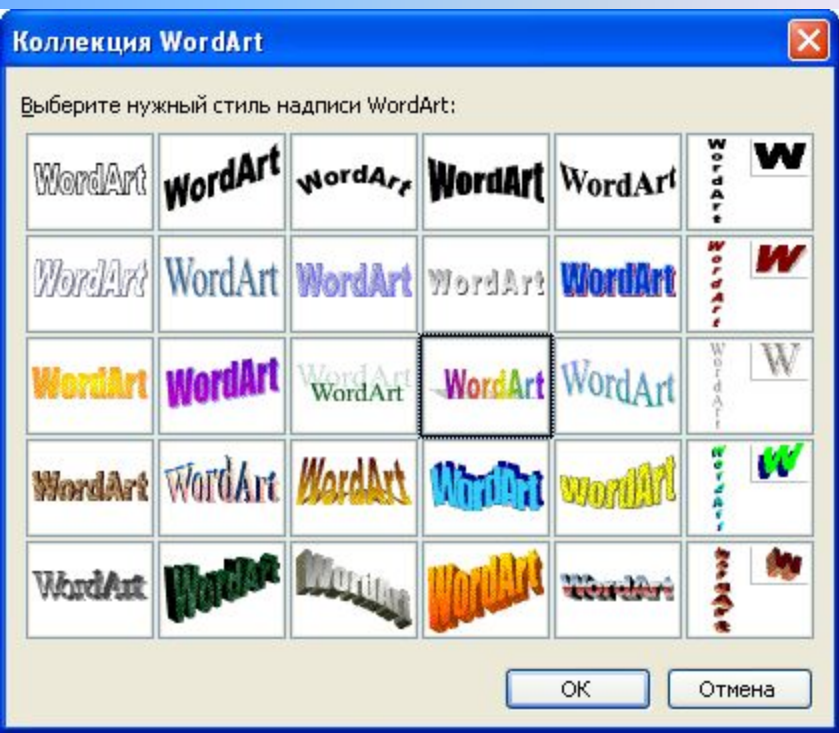 Коллекция WordArt
Выберите нужный стиль надписи WordArt:
WordArt WordArt WordArt WordArt WordArt WordArt W
WordArt WordArt WordArt WordArt WordArt WordArt W
WordArt WordArt WordArt WordArt WordArt WordArt WordArt W
WordArt WordArt WordArt WordArt WordArt WordArt W
WordArt WordArt WordArt WordArt WordArt WordArt W
ОК Отмена